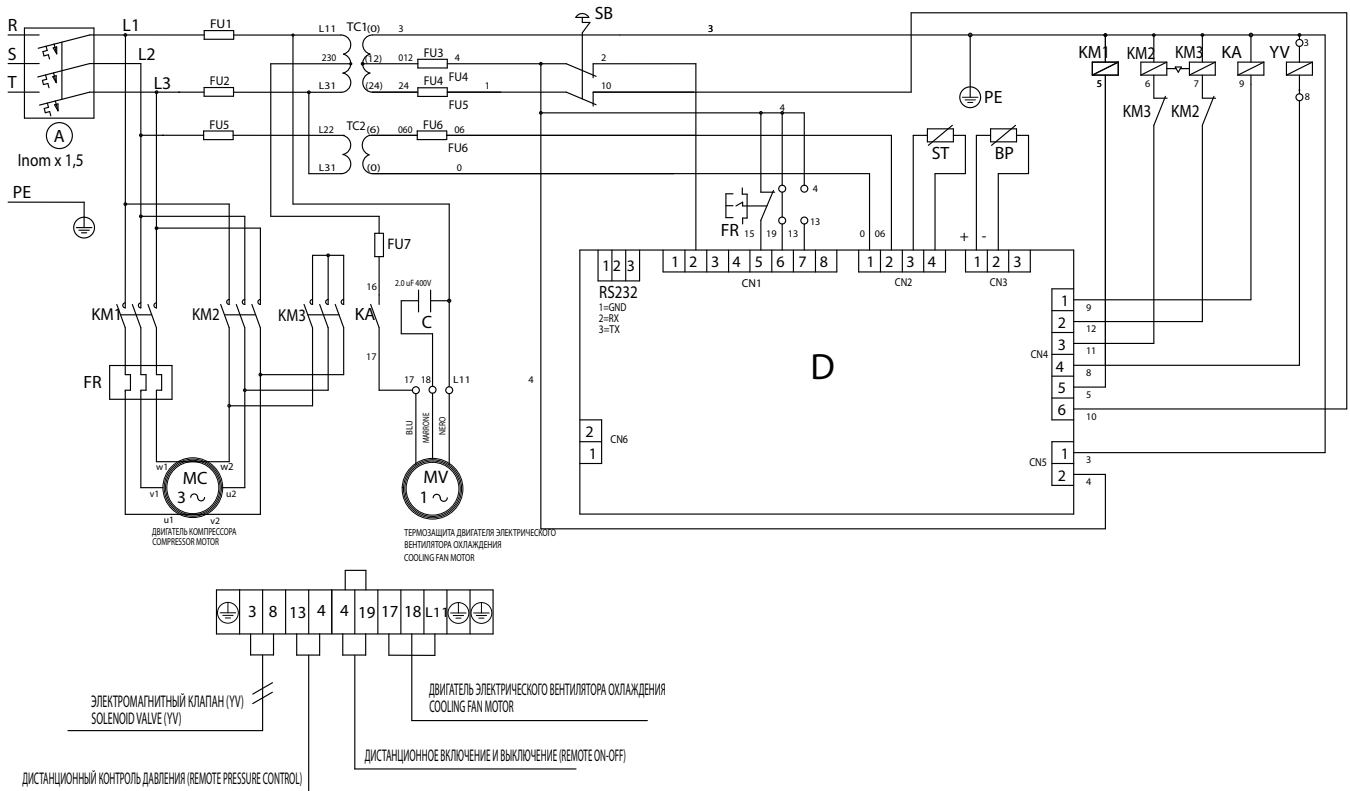 R L1 FU1 L11 TC1 (0) 3 SB 3
S L2 230 (12) 012 FU3 4 2 KM1 KM2 KM3 KA YV 3
T L3 FU2 L31 (24) 24 FU4 FU4 1 10 PE 5 6 7 9 8
A FU5 FU5 L22 TC2 (6) 060 FU6 06 4 ST BP KM3 KM2
Inom x 1,5 FU6
L31 (0) 0
PE
FR 15 19 13 4 13 0 06 + -
FU7
1 2 3 1 2 3 4 5 6 7 8 1 2 3 4 1 2 3
RS232 CN1 CN2 CN3
1=GND
2=RX
3=TX
16 2.0 uF 400V
KM1 KM2 KM3 KA C
17
FR 17 18 L11 4
D
CN4
1 9
2 12
3 11
4 8
5 5
6 10
CN5
1 3
2 4
2
1
CN6
BLU MARRONE NERO
w1 w2
MC
3
v1 u2
u1 v2
MV
1
ДВИГАТЕЛЬ КОМПРЕССОРА
COMPRESSOR MOTOR
ТЕРМОЗАЩИТА ДВИГАТЕЛЯ ЭЛЕКТРИЧЕСКОГО
ВЕНТИЛЯТОРА ОХЛАЖДЕНИЯ
COOLING FAN MOTOR
3 8 13 4 4 19 17 18 L11
ЭЛЕКТРОМАГНИТНЫЙ КЛАПАН (YV)
SOLENOID VALVE (YV)
ДВИГАТЕЛЬ ЭЛЕКТРИЧЕСКОГО ВЕНТИЛЯТОРА ОХЛАЖДЕНИЯ
COOLING FAN MOTOR
ДИСТАНЦИОННОЕ ВКЛЮЧЕНИЕ И ВЫКЛЮЧЕНИЕ (REMOTE ON-OFF)
ДИСТАНЦИОННЫЙ КОНТРОЛЬ ДАВЛЕНИЯ (REMOTE PRESSURE CONTROL)